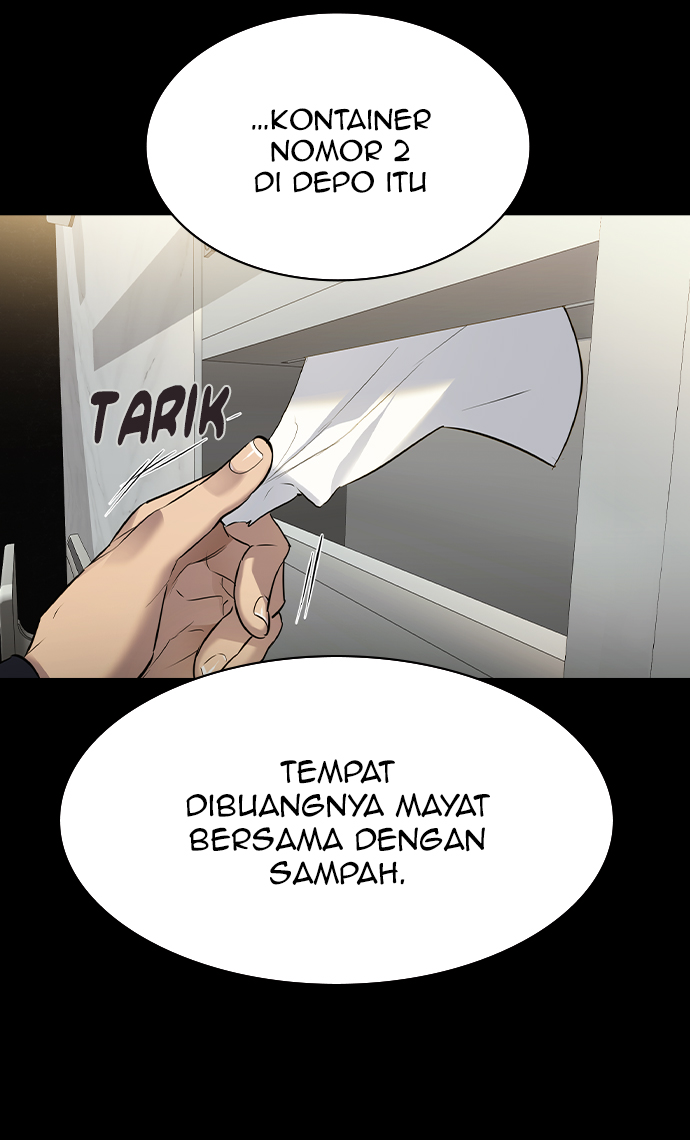 ...KONTAINER
NOMOR 2
DI DEPO ITU
TARIK
TEMPAT
DIBUANGNYA MAYAT
BERSAMA DENGAN
SAMPAH.